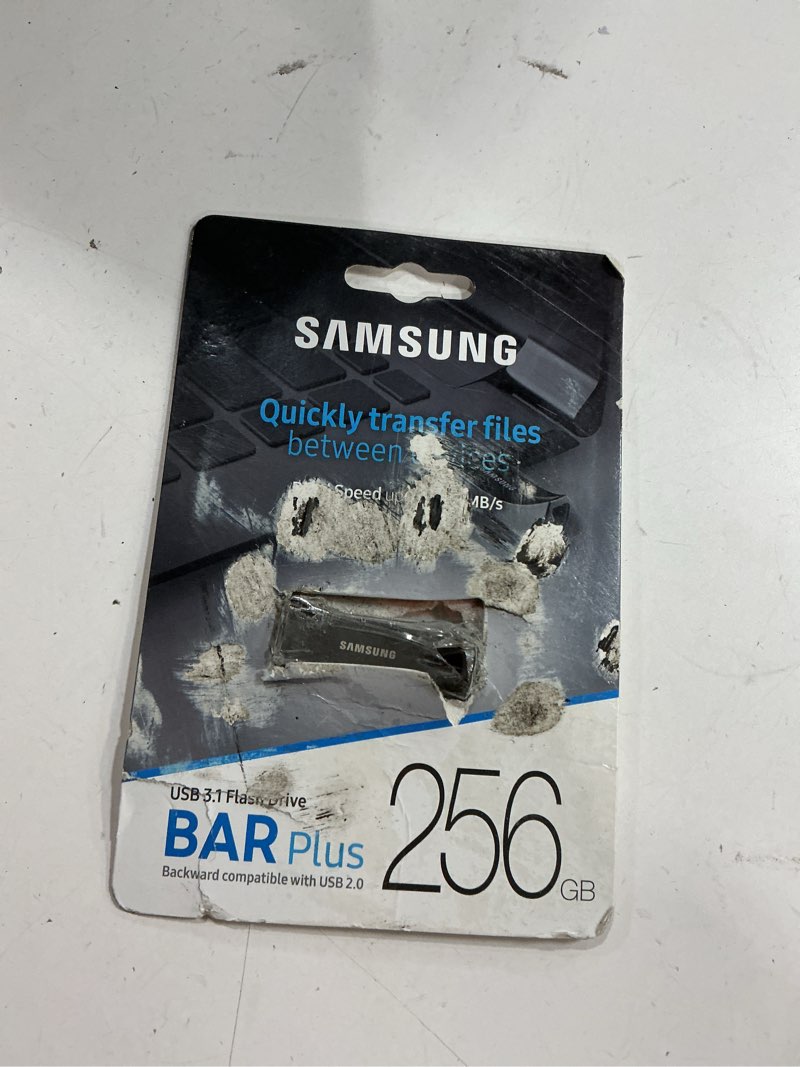 SAMSUNG
Quickly transfer files
between
Speed MB/s
SAMSUNG
USB 3.1 Flash Drive
BAR Plus
Backward compatible with USB 2.0
256 GB